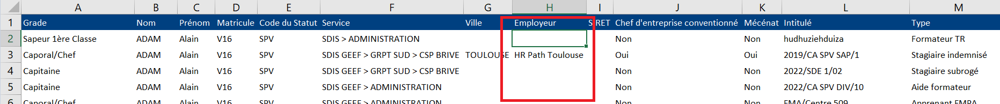 A B C D E F G H I J K L M
1 Grade Nom Prénom Matricule Code du Statut Service Ville Employeur SIRET Chef d'entreprise conventionné Mécénat Intitulé Type
2 Sapeur 1ère Classe ADAM Alain V16 SPV SDIS > ADMINISTRATION Non Non hudhuziehduiza Formateur TR
3 Caporal/Chef ADAM Alain V16 SPV SDIS GEEF > GRPT SUD > CSP BRIVE TOULOUSE HR Path Toulouse Oui Oui 2019/CA SPV SAP/1 Stagiaire indemnisé
4 Capitaine ADAM Alain V16 SPV SDIS GEEF > GRPT SUD > CSP BRIVE Non Non 2022/SDE 1/02 Stagiaire subrogé
5 Capitaine ADAM Alain V16 SPV SDIS GEEF > ADMINISTRATION Non Non 2022/CA SPV DIV/10 Aide formateur
6 Caporal/Chef ADAM Alain V16 SPV SDIS GEEF > ADMINISTRATION Non Non FMA/Centre 509 Apprenant FMPA